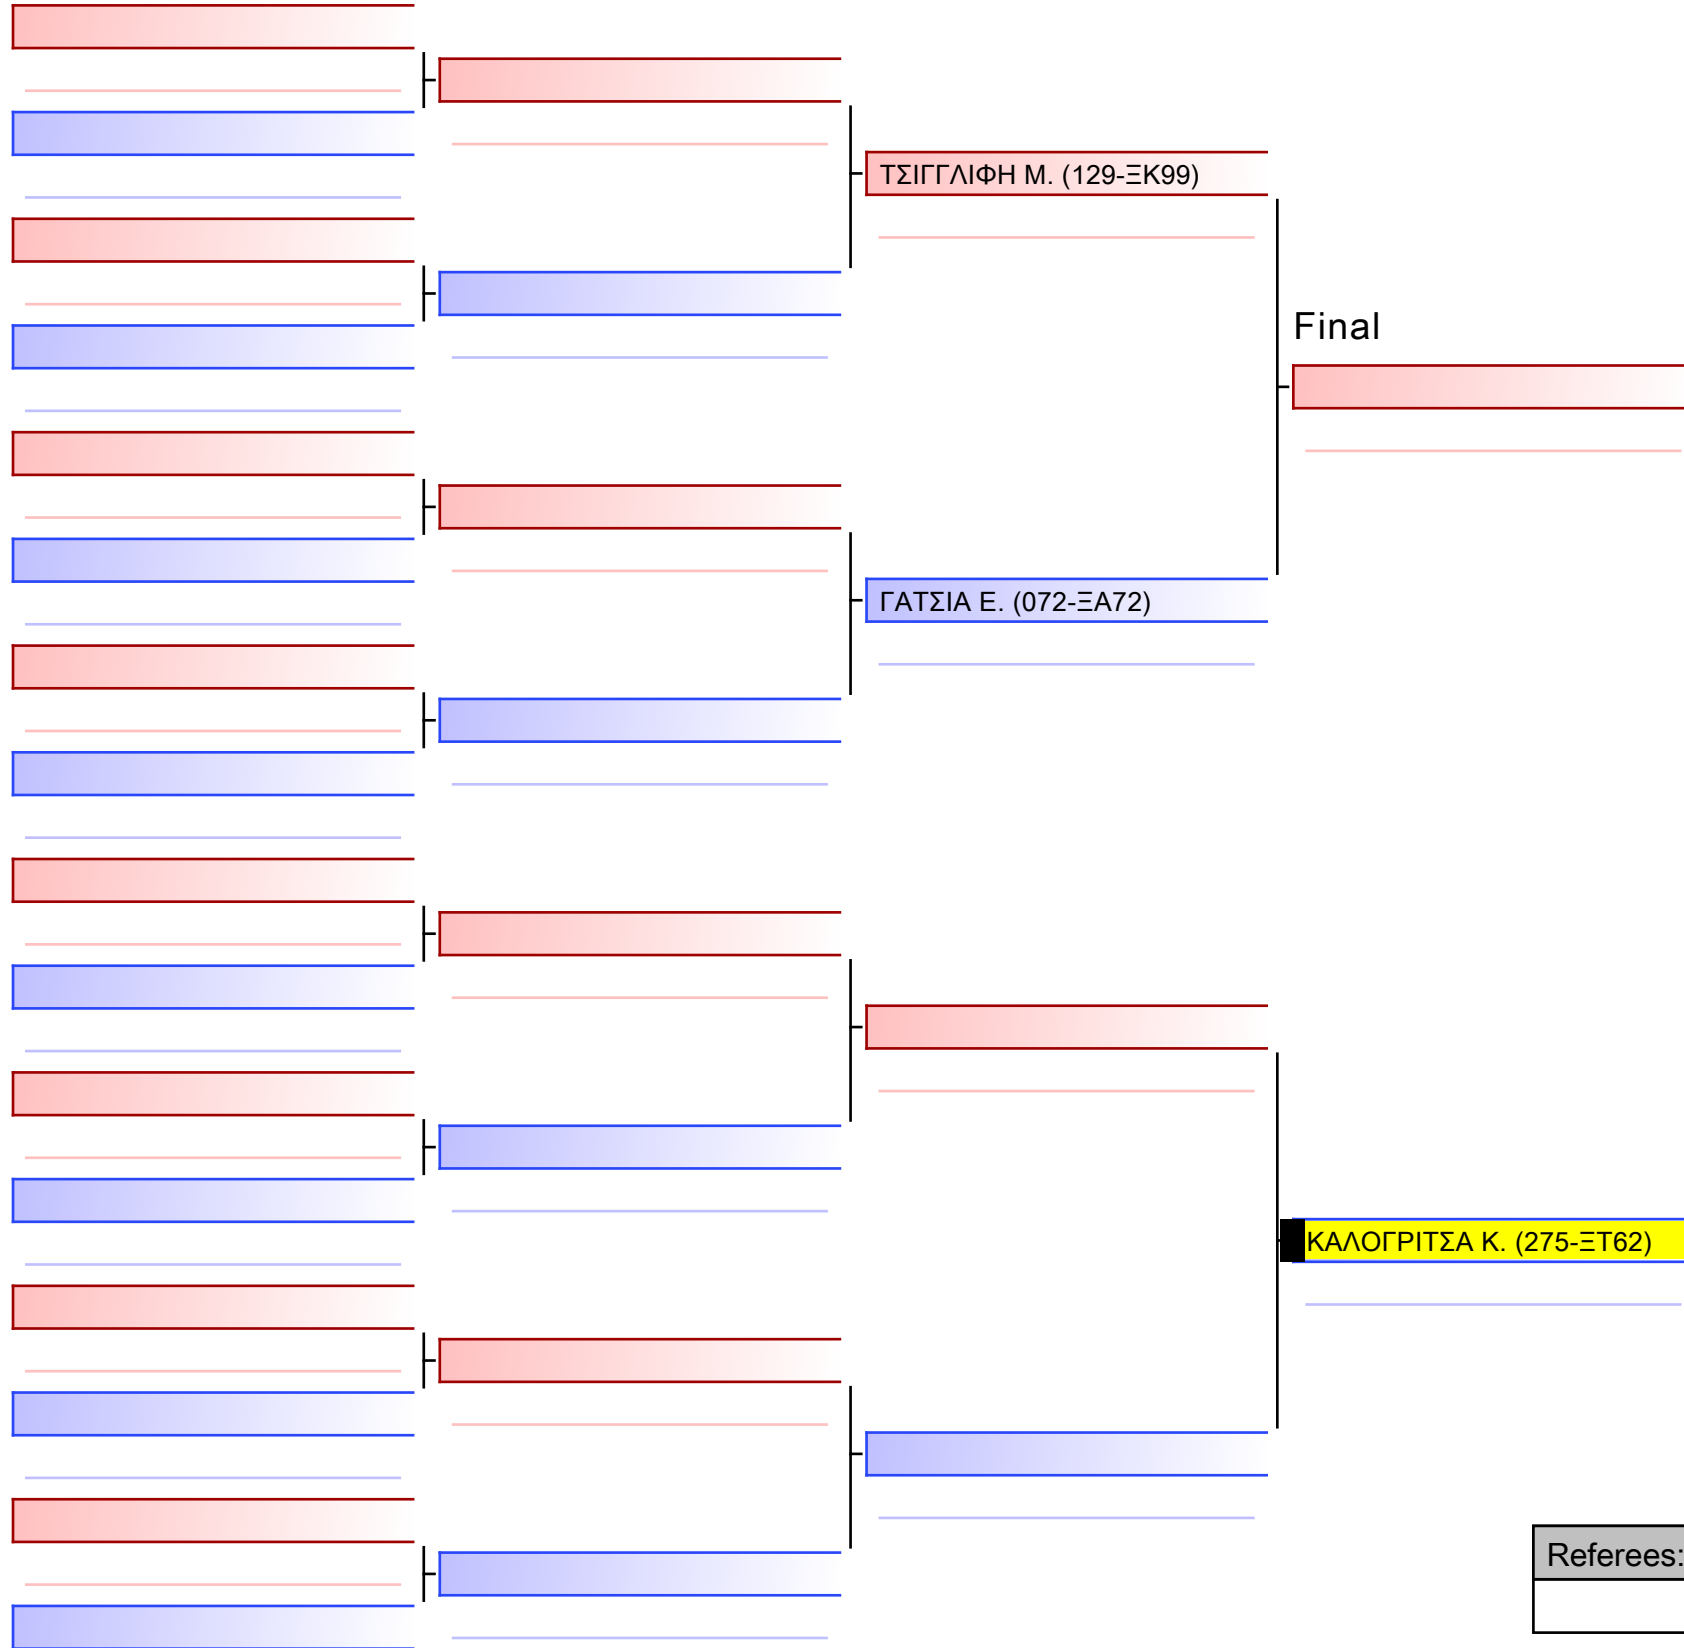 ΤΣΙΓΓΛΙΦΗ Μ. (129-ΞΚ99)
Final
ΓΑΤΣΙΑ Ε. (072-ΞΑ72)
ΚΑΛΟΓΡΙΤΣΑ Κ. (275-ΞΤ62)
Referees: